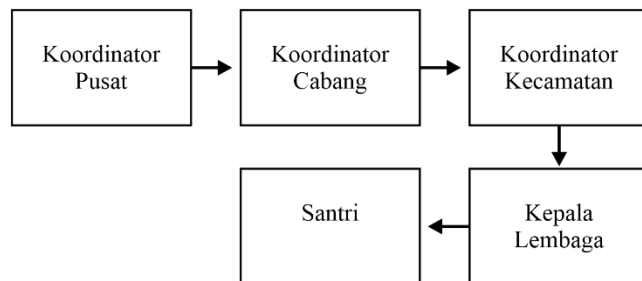 Koordinator
Pusat
Koordinator
Cabang
Koordinator
Kecamatan
Santri
Kepala
Lembaga